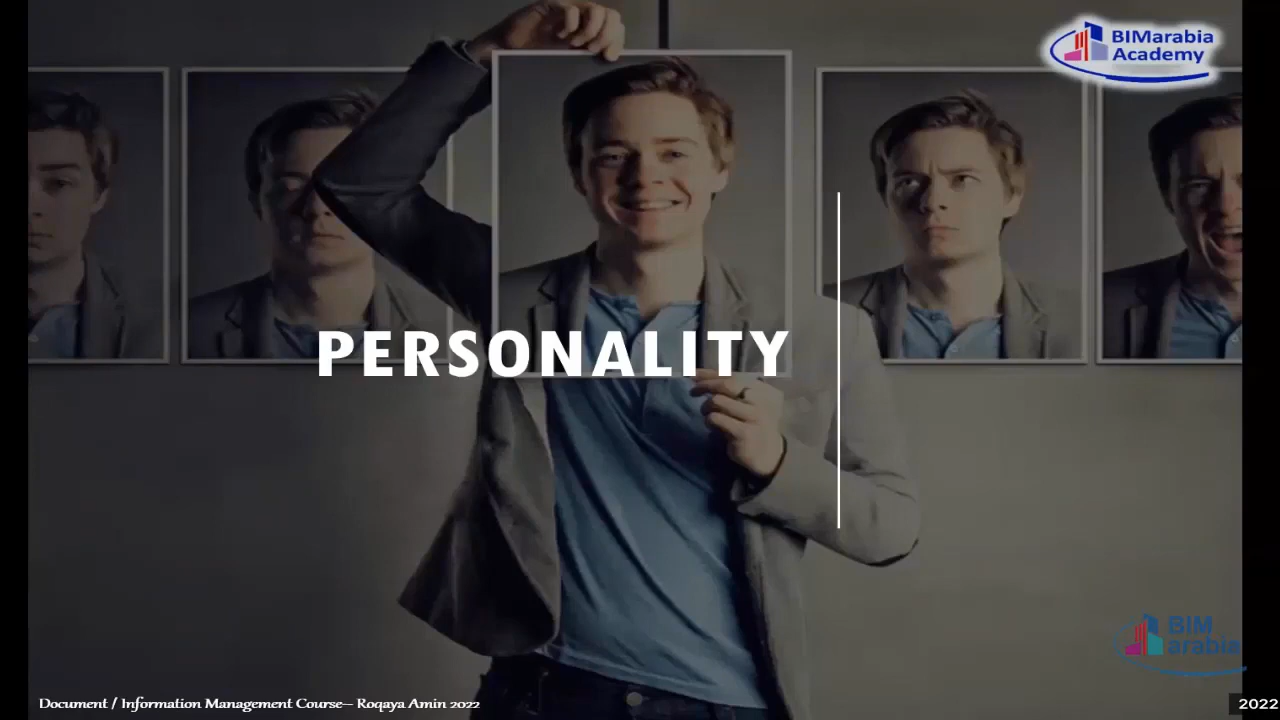 BIMarabia
Academy
PERSONALITY
BIM
arabia
Document / Information Management Course– Roqaya Amin 2022
2022